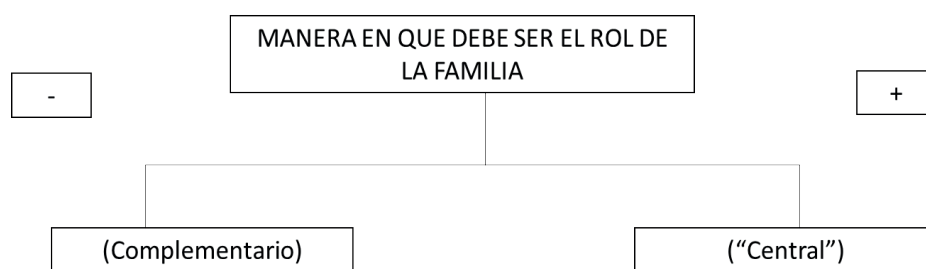 MANERA EN QUE DEBE SER EL ROL DE
LA FAMILIA
-
+
(Complementario)
(“Central”)